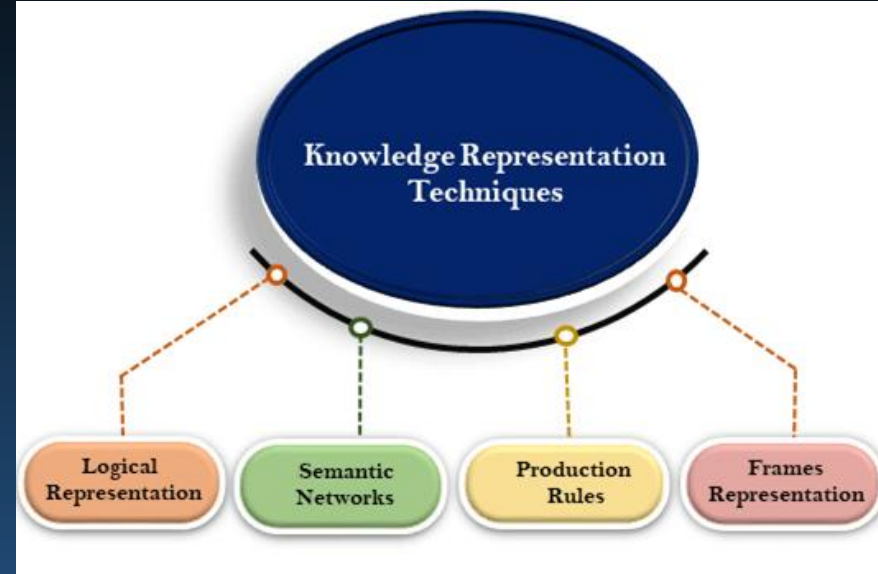 Knowledge Representation
Techniques
Logical
Representation
Semantic
Networks
Production
Rules
Frames
Representation